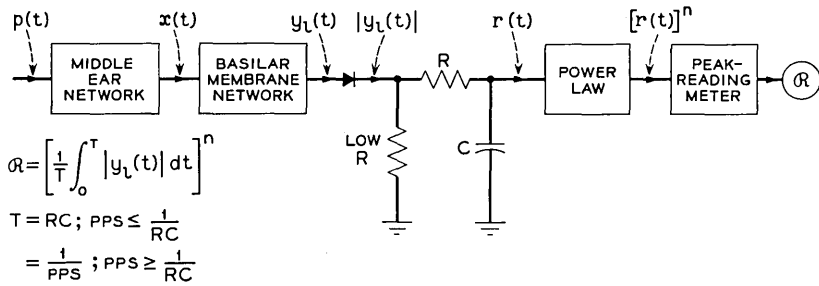 p(t) x(t) y_l(t) |y_l(t)| r(t) [r(t)]^n
MIDDLE EAR NETWORK
BASILAR MEMBRANE NETWORK
R
POWER LAW
PEAK-READING METER
ℛ
LOW R
C
ℛ = [1/T ∫_0^T |y_l(t)| dt]^n
T = RC ; PPS ≤ 1/RC
= 1/PPS ; PPS ≥ 1/RC